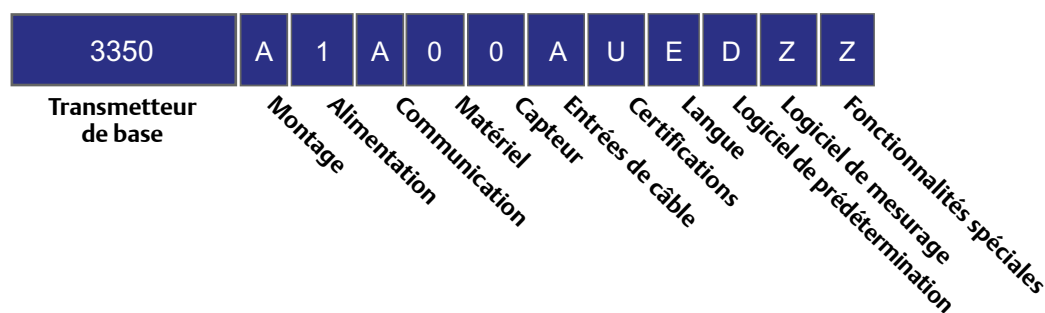 3350 A 1 A 0 0 A U E D Z Z
Transmetteur
de base
Montage
Alimentation
Communication
Matériel
Capteur
Entrées de câble
Certifications
Langue
Logiciel de prédétermination
Logiciel de mesurage
Fonctionnalités spéciales